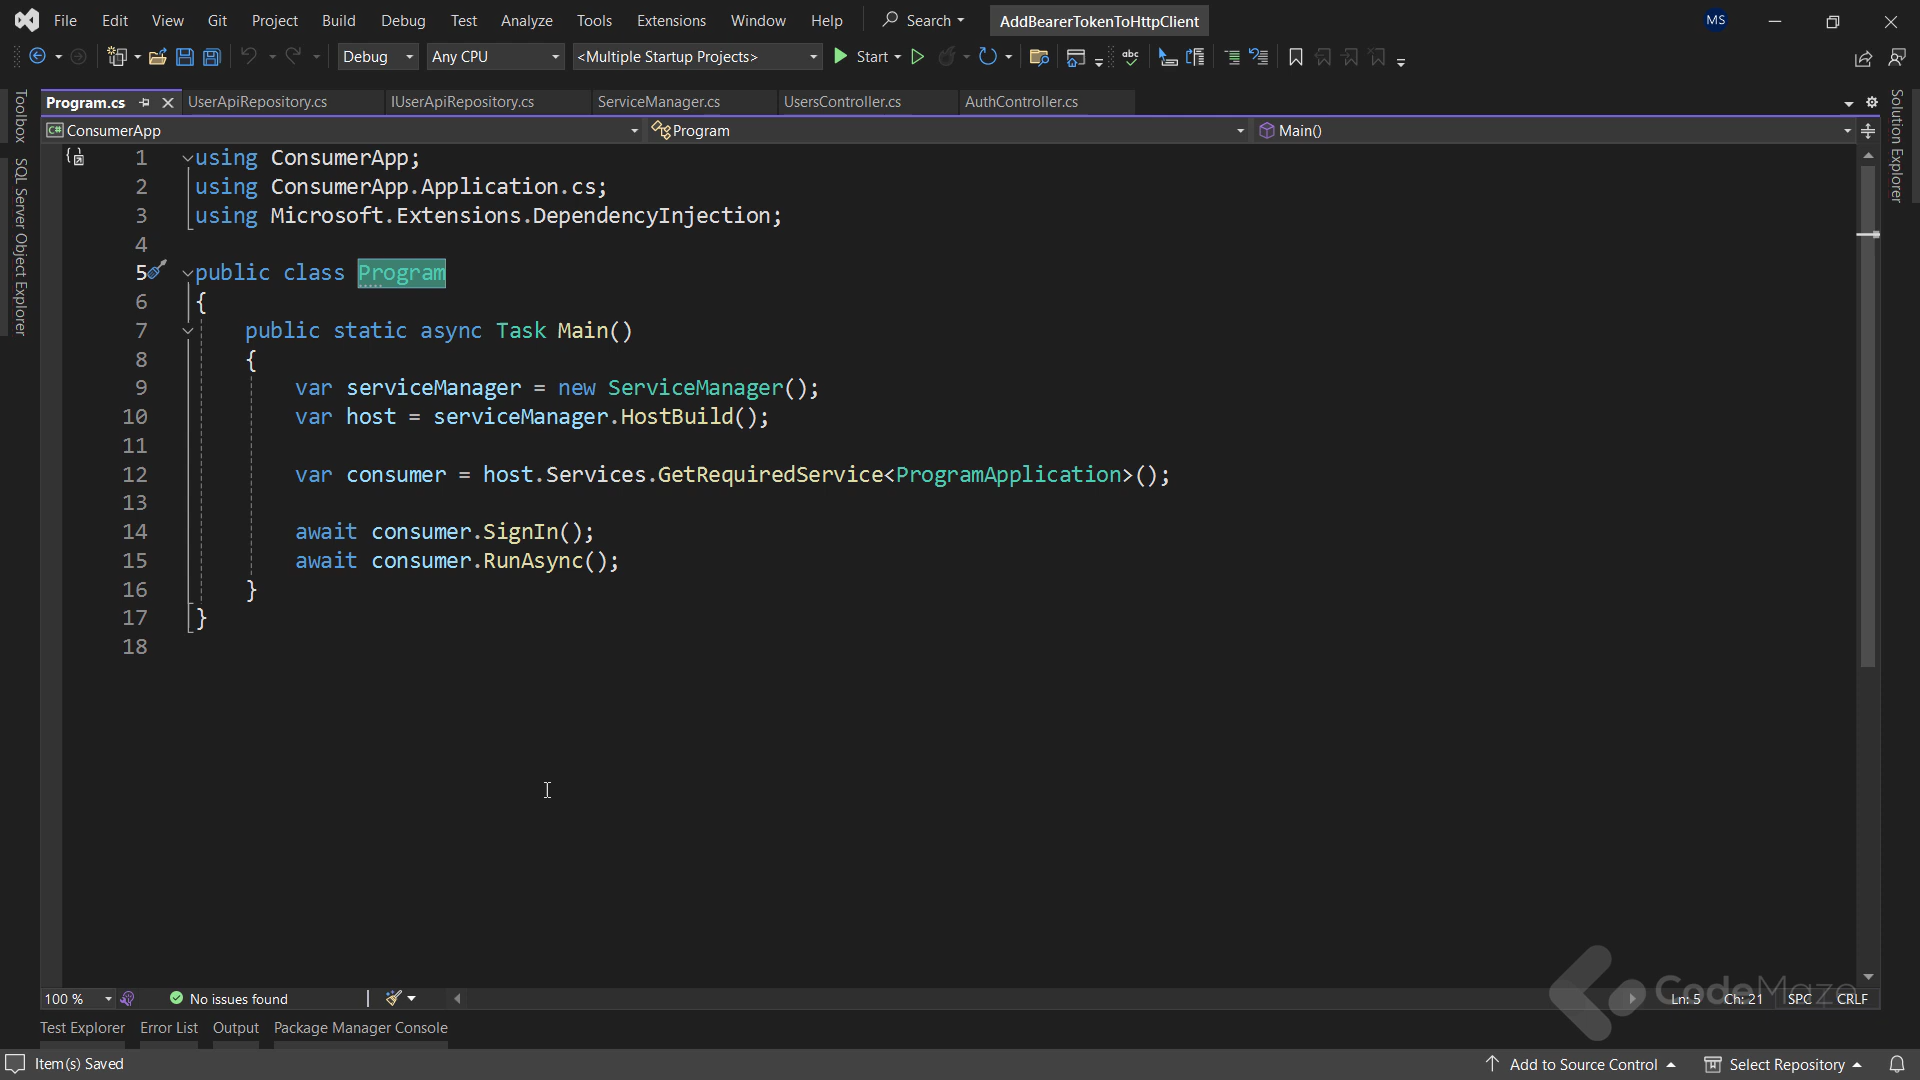 File Edit View Git Project Build Debug Test Analyze Tools Extensions Window Help Search AddBearerTokenToHttpClient MS
Debug Any CPU <Multiple Startup Projects> Start abc
Program.cs UserApiRepository.cs IUserApiRepository.cs ServiceManager.cs UsersController.cs AuthController.cs
C# ConsumerApp Program Main()
Toolbox
SQL Server Object Explorer
Solution Explorer
1 using ConsumerApp;
2 using ConsumerApp.Application.cs;
3 using Microsoft.Extensions.DependencyInjection;
4
5 public class Program
6 {
7 public static async Task Main()
8 {
9 var serviceManager = new ServiceManager();
10 var host = serviceManager.HostBuild();
11
12 var consumer = host.Services.GetRequiredService<ProgramApplication>();
13
14 await consumer.SignIn();
15 await consumer.RunAsync();
16 }
17 }
18
CodeMaze
100 % No issues found Ln: 5 Ch: 21 SPC CRLF
Test Explorer Error List Output Package Manager Console
Item(s) Saved Add to Source Control Select Repository